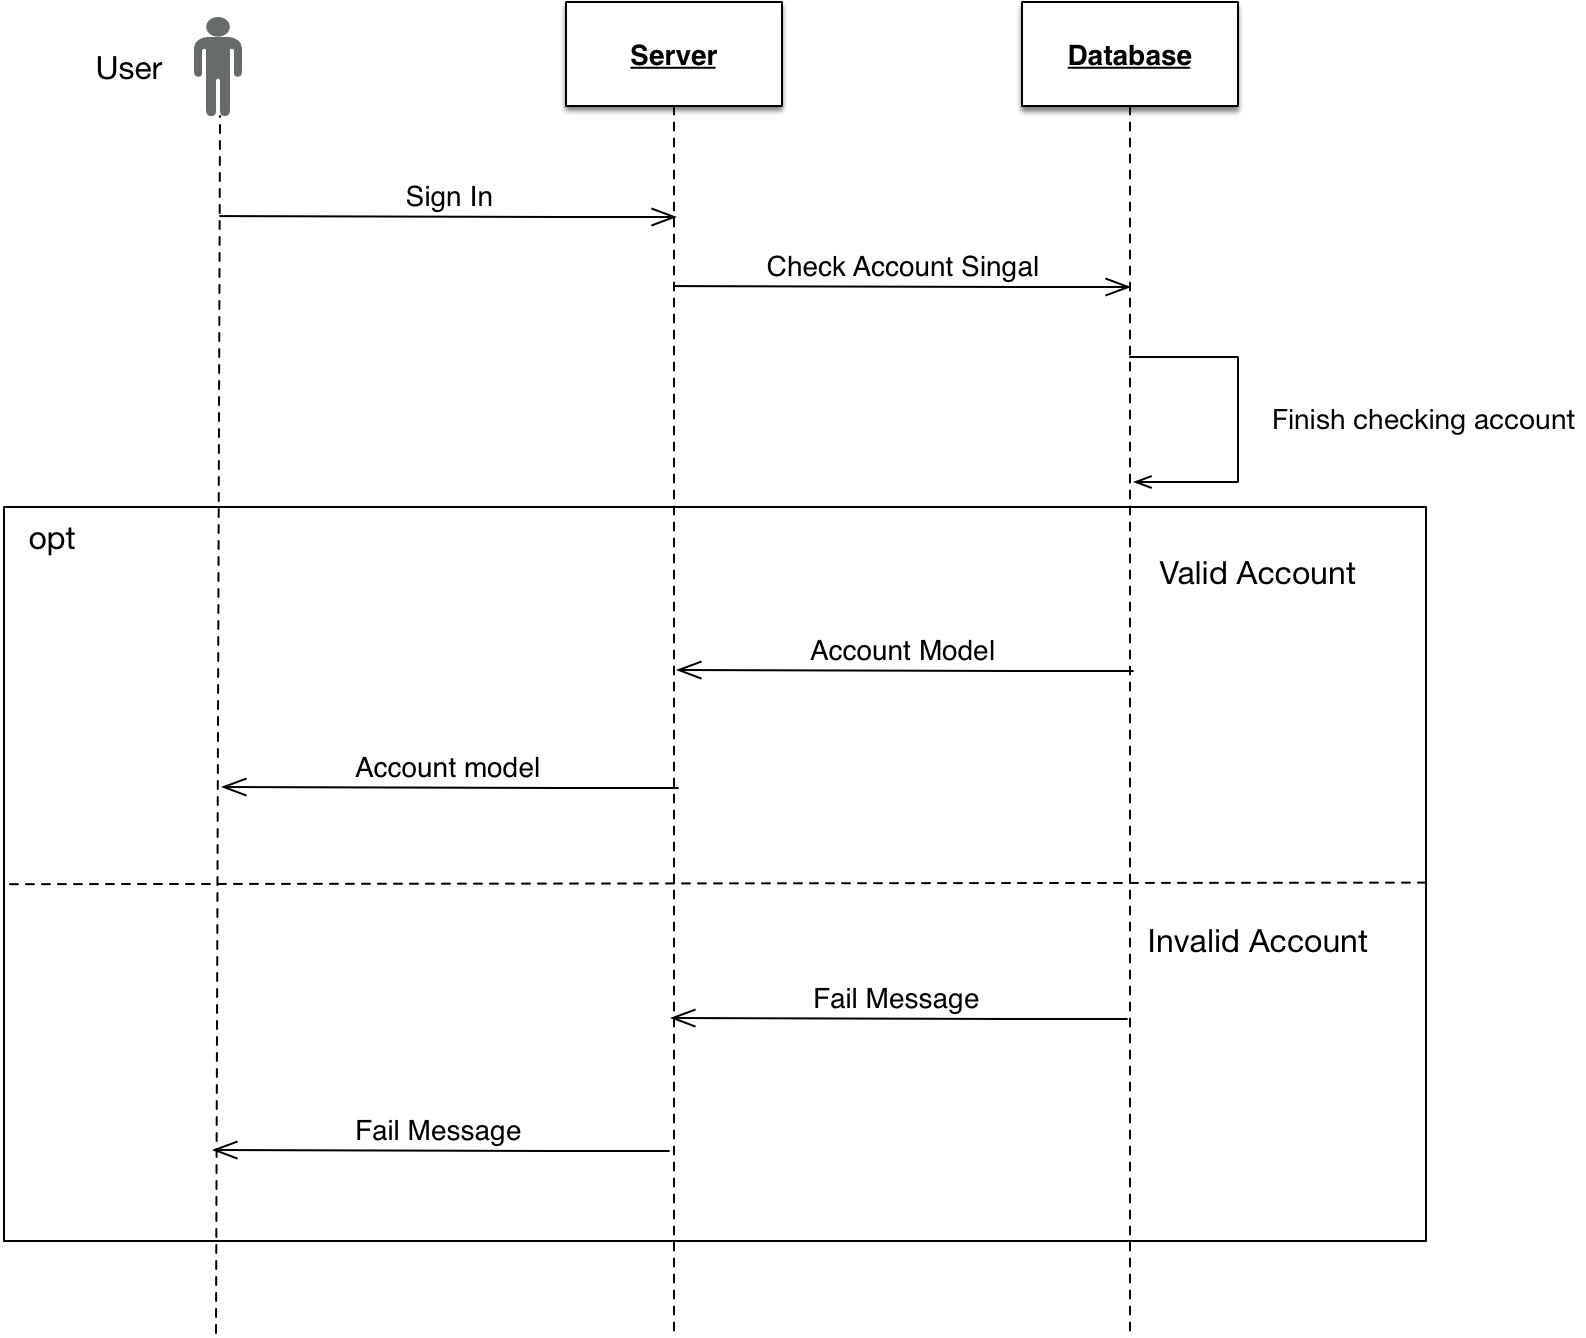 User
Server
Database
Sign In
Check Account Singal
Finish checking account
opt
Valid Account
Account Model
Account model
Invalid Account
Fail Message
Fail Message